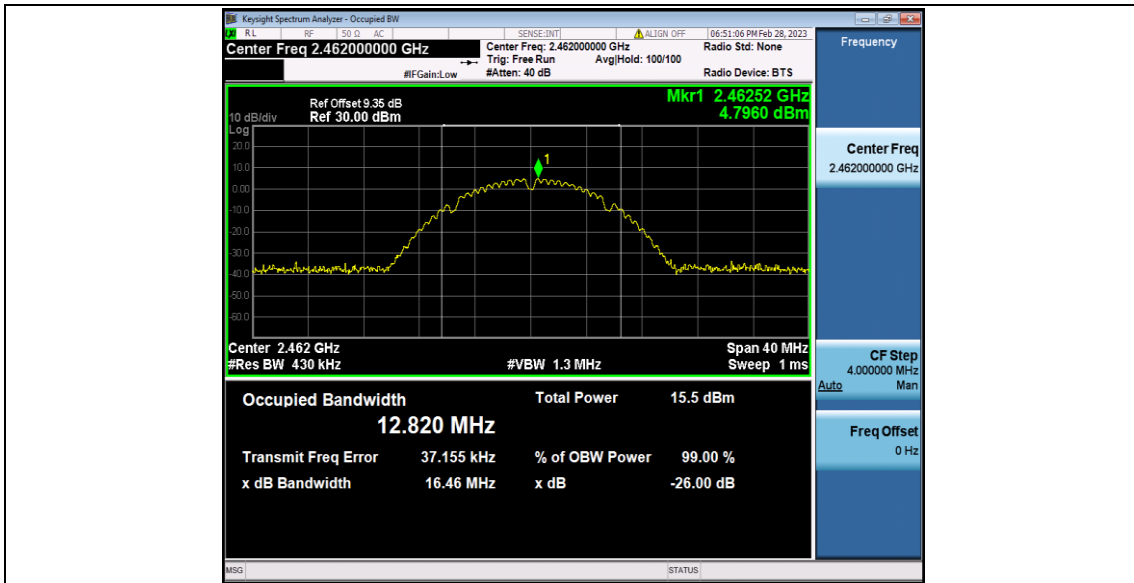 Keysight Spectrum Analyzer - Occupied BW
RL RF 50 Ω AC SENSE:INT ALIGN OFF 06:51:06 PM Feb 28, 2023
Center Freq 2.462000000 GHz
Center Freq: 2.462000000 GHz
Radio Std: None
Trig: Free Run Avg|Hold: 100/100
#IFGain:Low
#Atten: 40 dB
Radio Device: BTS
Frequency
Mkr1 2.46252 GHz
4.7960 dBm
Ref Offset 9.35 dB
10 dB/div Ref 30.00 dBm
Log
20.0
10.0
0.00
-10.0
-20.0
-30.0
-40.0
-50.0
-60.0
1
Center 2.462 GHz
Span 40 MHz
#Res BW 430 kHz
#VBW 1.3 MHz
Sweep 1 ms
Center Freq
2.462000000 GHz
CF Step
4.000000 MHz
Auto Man
Freq Offset
0 Hz
Occupied Bandwidth
12.820 MHz
Total Power 15.5 dBm
Transmit Freq Error 37.155 kHz
% of OBW Power 99.00 %
x dB Bandwidth 16.46 MHz
x dB -26.00 dB
MSG
STATUS